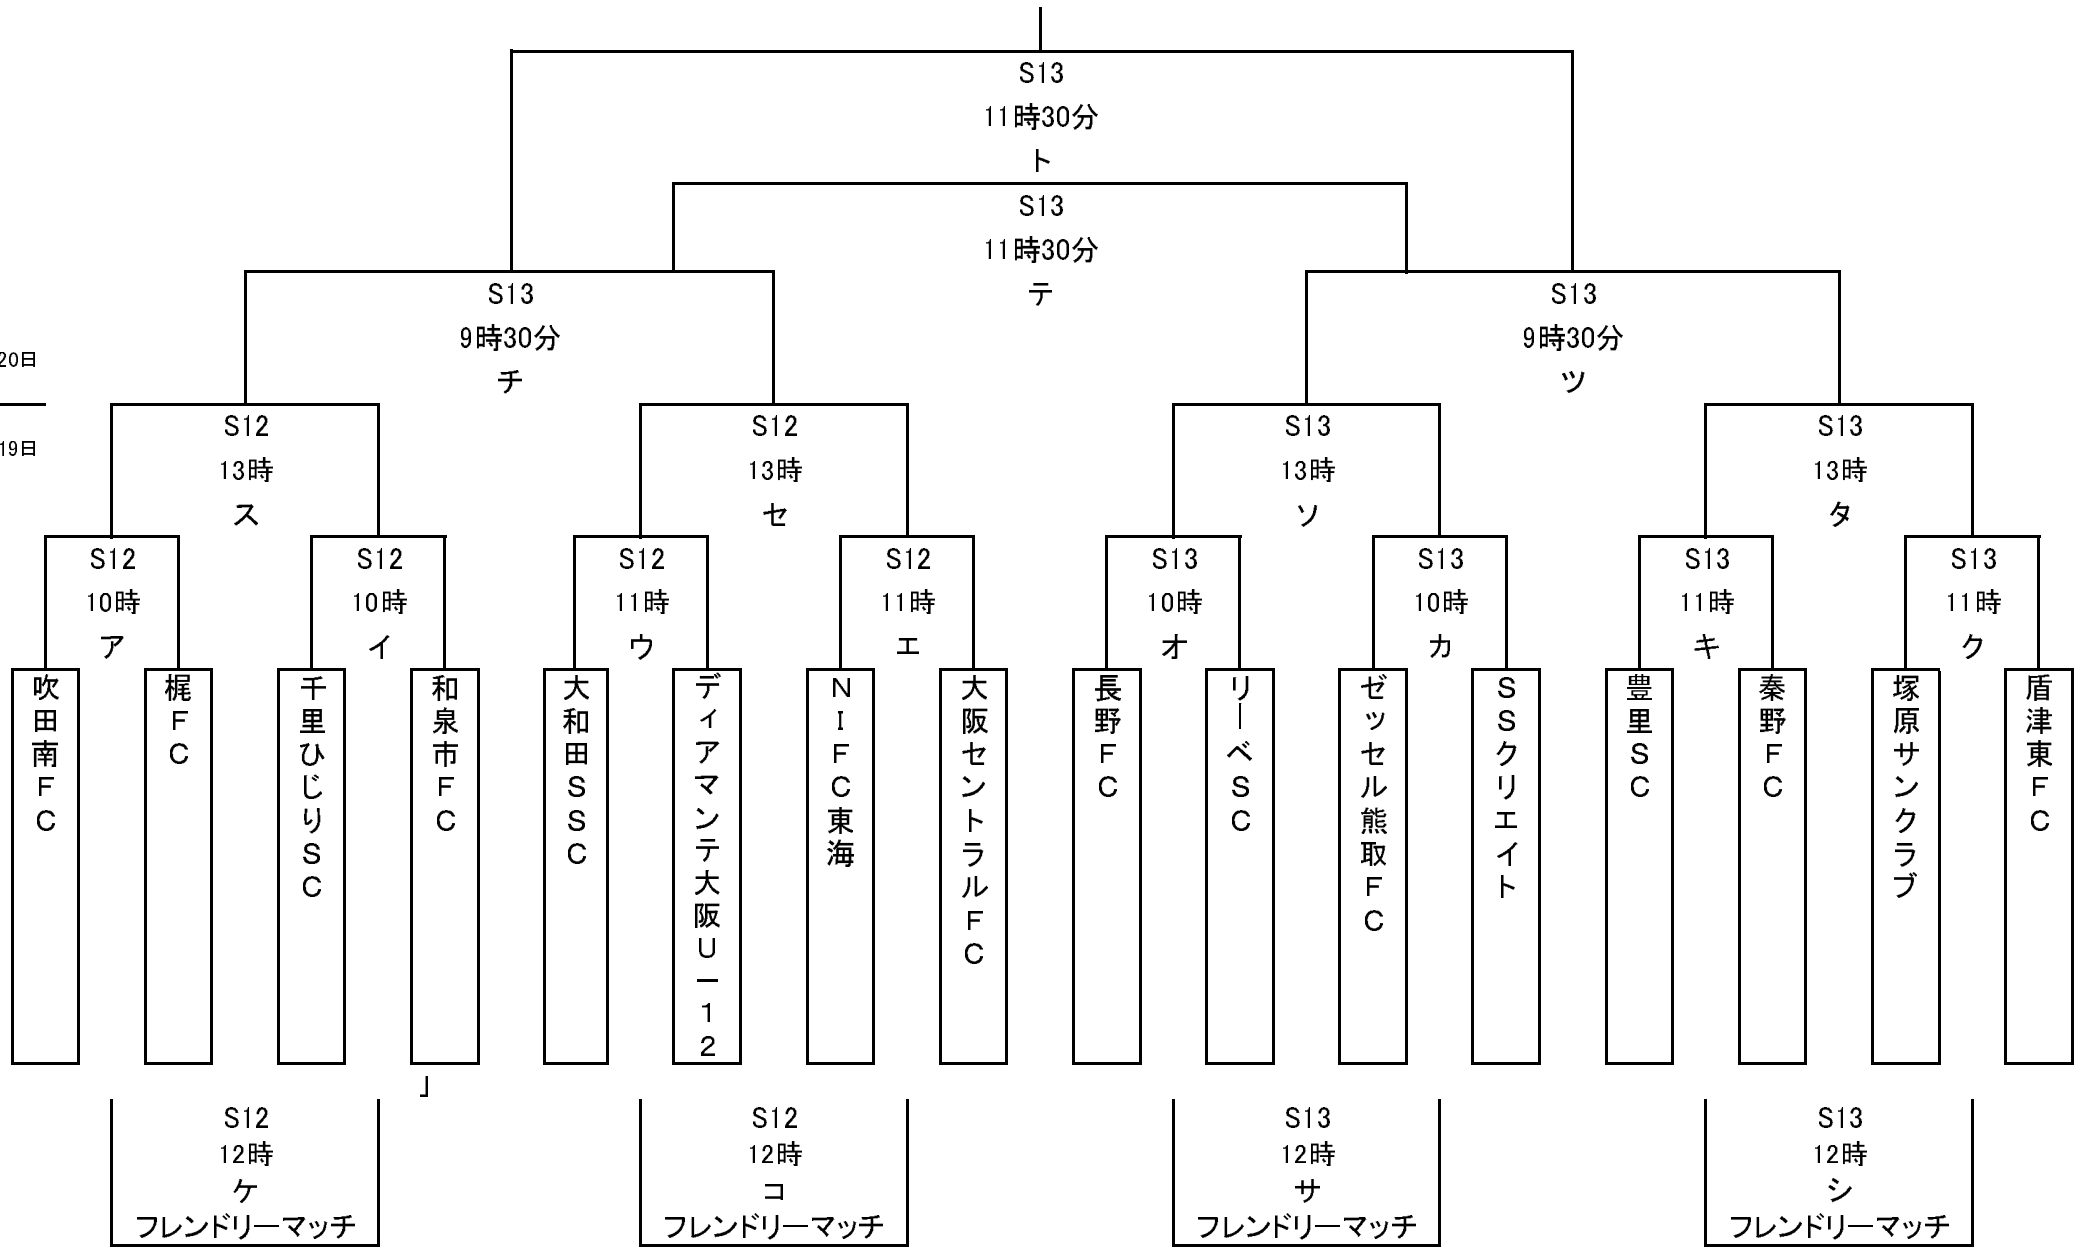 S13
11時30分
ト
S13
11時30分
テ
S13
9時30分
チ
S13
9時30分
ツ
20日
19日
S12
13時
ス
S12
13時
セ
S13
13時
ソ
S13
13時
タ
S12
10時
ア
S12
10時
イ
S12
11時
ウ
S12
11時
エ
S13
10時
オ
S13
10時
カ
S13
11時
キ
S13
11時
ク
吹田南FC
梶FC
千里ひじりSC
和泉市FC
大和田SSC
ディアマンテ大阪U-12
NIFC東海
大阪セントラルFC
長野FC
リーベSC
ゼッセル熊取FC
SSクリエイト
豊里SC
秦野FC
塚原サンクラブ
盾津東FC
」
S12
12時
ケ
フレンドリーマッチ
S12
12時
コ
フレンドリーマッチ
S13
12時
サ
フレンドリーマッチ
S13
12時
シ
フレンドリーマッチ